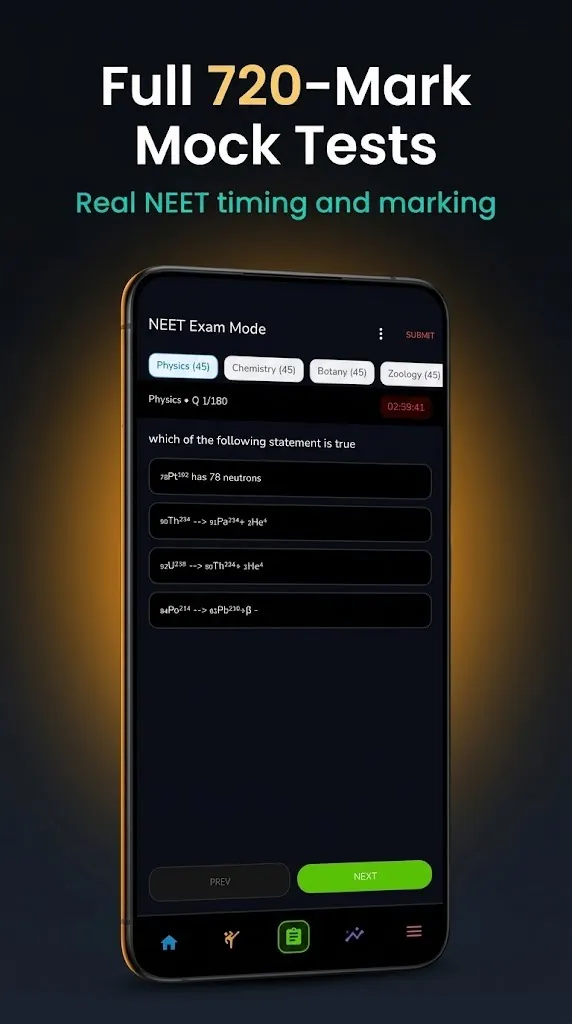 Full 720-Mark
Mock Tests
Real NEET timing and marking
NEET Exam Mode
SUBMIT
Physics (45) Chemistry (45) Botany (45) Zoology (45)
Physics • Q 1/180
02:59:41
which of the following statement is true
₇₈Pt¹⁹² has 78 neutrons
₉₀Th²³⁴ --> ₉₁Pa²³⁴+ ₂He⁴
₉₂U²³⁸ --> ₉₀Th²³⁴+ ₂He⁴
₈₄Po²¹⁴ --> ₈₃Pb²¹⁰+β -
PREV
NEXT